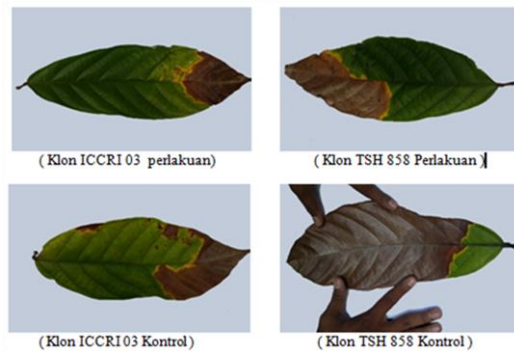 ( Klon ICCRI 03  perlakuan)
( Klon TSH 858 Perlakuan )
( Klon ICCRI 03 Kontrol )
( Klon TSH 858 Kontrol )